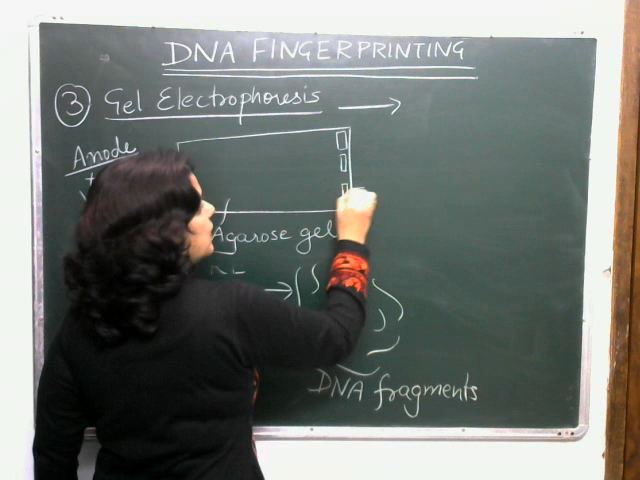 DNA FINGERPRINTING
③ Gel Electrophoresis →
Anode
+
Agarose gel
→
DNA fragments